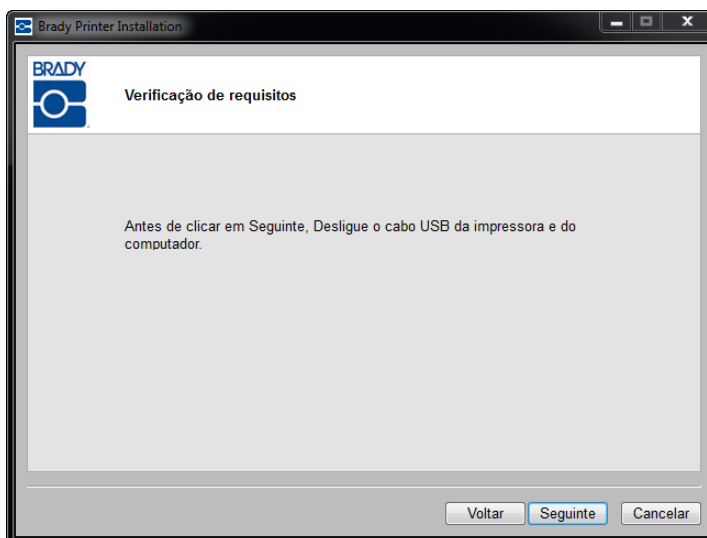 Brady Printer Installation
BRADY
Verificação de requisitos
Antes de clicar em Seguinte, Desligue o cabo USB da impressora e do
computador.
Voltar Seguinte Cancelar